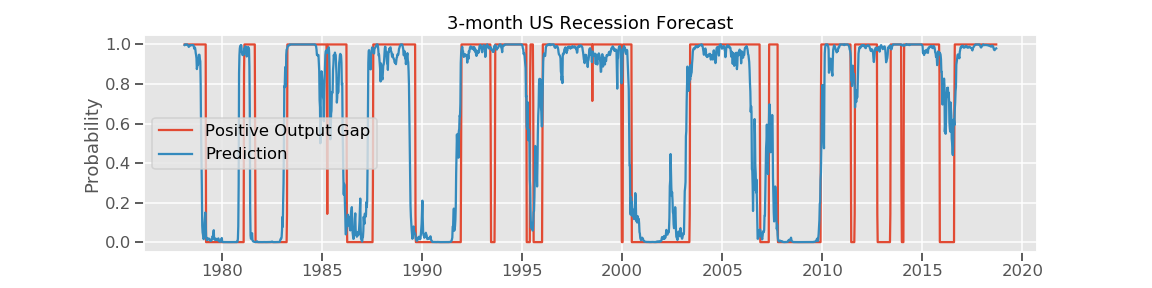 3-month US Recession Forecast
Probability
1.0
0.8
0.6
0.4
0.2
0.0
Positive Output Gap
Prediction
1980 1985 1990 1995 2000 2005 2010 2015 2020